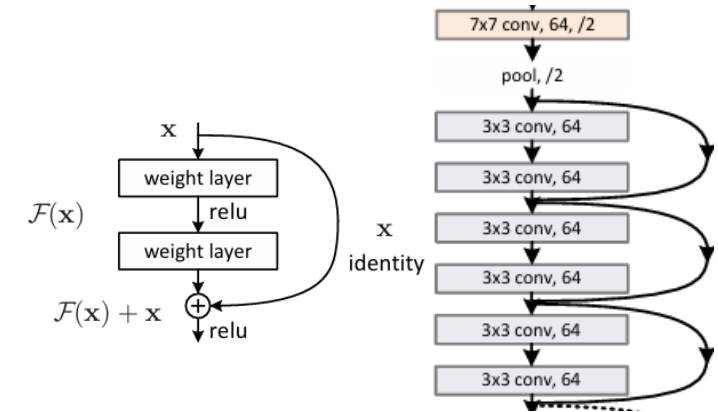 x
weight layer
relu
F(x)
weight layer
x
identity
F(x) + x
relu
7x7 conv, 64, /2
pool, /2
3x3 conv, 64
3x3 conv, 64
3x3 conv, 64
3x3 conv, 64
3x3 conv, 64
3x3 conv, 64